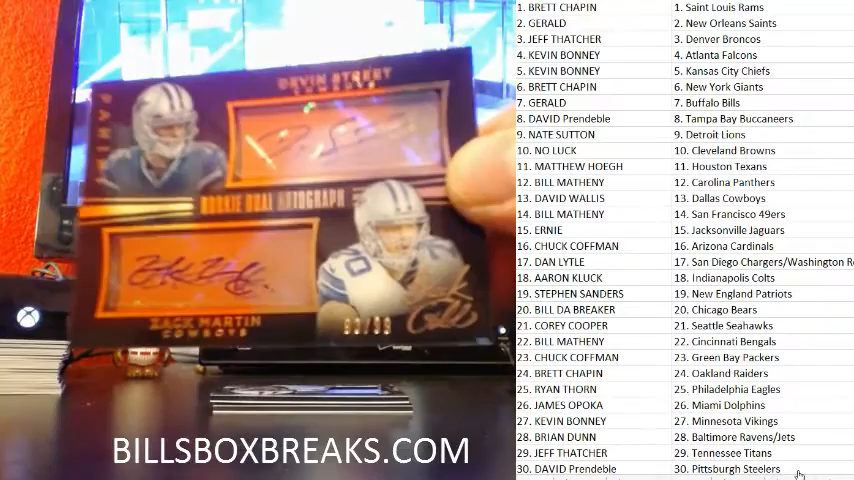 DEVIN STREET
COWBOYS
PANINI
ROOKIE DUAL AUTOGRAPH
70
ZACK MARTIN
COWBOYS
Black
Gold
BILLSBOXBREAKS.COM
1. BRETT CHAPIN 1. Saint Louis Rams
2. GERALD 2. New Orleans Saints
3. JEFF THATCHER 3. Denver Broncos
4. KEVIN BONNEY 4. Atlanta Falcons
5. KEVIN BONNEY 5. Kansas City Chiefs
6. BRETT CHAPIN 6. New York Giants
7. GERALD 7. Buffalo Bills
8. DAVID Prendeble 8. Tampa Bay Buccaneers
9. NATE SUTTON 9. Detroit Lions
10. NO LUCK 10. Cleveland Browns
11. MATTHEW HOEGH 11. Houston Texans
12. BILL MATHENY 12. Carolina Panthers
13. DAVID WALLIS 13. Dallas Cowboys
14. BILL MATHENY 14. San Francisco 49ers
15. ERNIE 15. Jacksonville Jaguars
16. CHUCK COFFMAN 16. Arizona Cardinals
17. DAN LYTLE 17. San Diego Chargers/Washington R
18. AARON KLUCK 18. Indianapolis Colts
19. STEPHEN SANDERS 19. New England Patriots
20. BILL DA BREAKER 20. Chicago Bears
21. COREY COOPER 21. Seattle Seahawks
22. BILL MATHENY 22. Cincinnati Bengals
23. CHUCK COFFMAN 23. Green Bay Packers
24. BRETT CHAPIN 24. Oakland Raiders
25. RYAN THORN 25. Philadelphia Eagles
26. JAMES OPOKA 26. Miami Dolphins
27. KEVIN BONNEY 27. Minnesota Vikings
28. BRIAN DUNN 28. Baltimore Ravens/Jets
29. JEFF THATCHER 29. Tennessee Titans
30. DAVID Prendeble 30. Pittsburgh Steelers